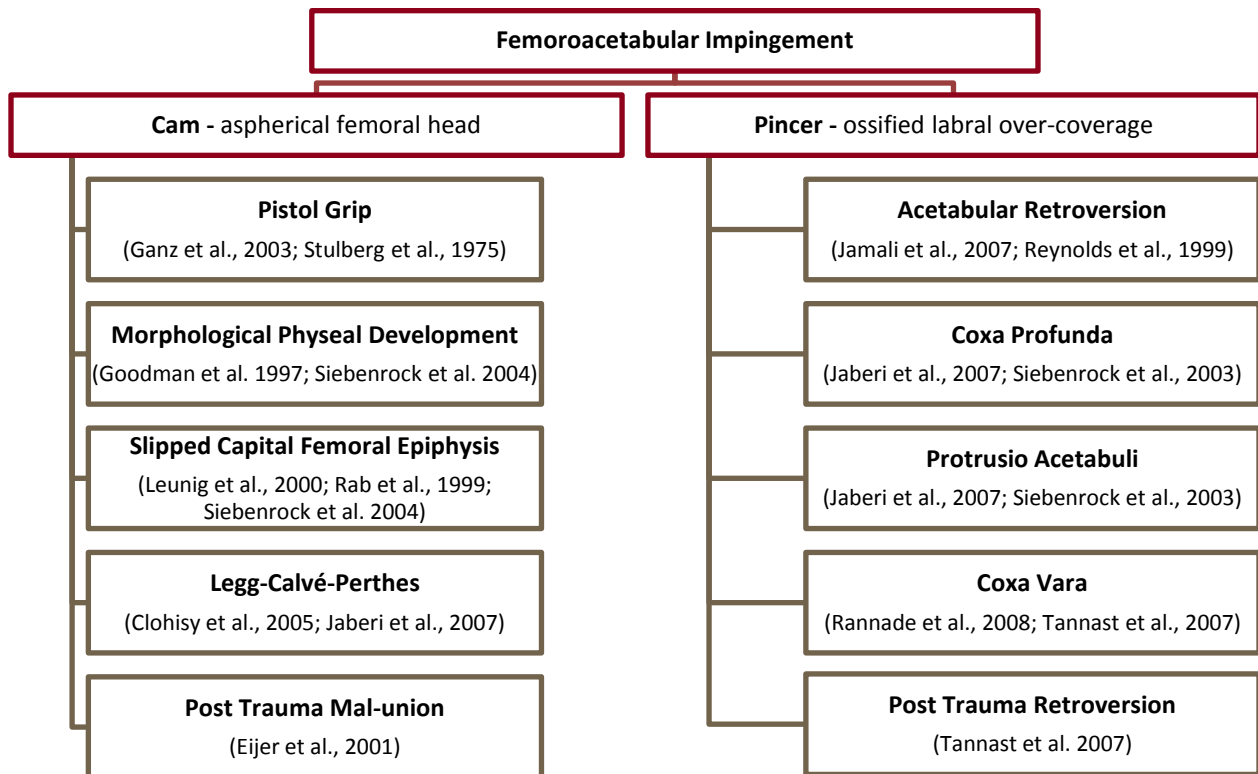 Femoroacetabular Impingement
Cam - aspherical femoral head
Pistol Grip
(Ganz et al., 2003; Stulberg et al., 1975)
Morphological Physeal Development
(Goodman et al. 1997; Siebenrock et al. 2004)
Slipped Capital Femoral Epiphysis
(Leunig et al., 2000; Rab et al., 1999;
Siebenrock et al. 2004)
Legg-Calvé-Perthes
(Clohisy et al., 2005; Jaberi et al., 2007)
Post Trauma Mal-union
(Eijer et al., 2001)
Pincer - ossified labral over-coverage
Acetabular Retroversion
(Jamali et al., 2007; Reynolds et al., 1999)
Coxa Profunda
(Jaberi et al., 2007; Siebenrock et al., 2003)
Protrusio Acetabuli
(Jaberi et al., 2007; Siebenrock et al., 2003)
Coxa Vara
(Rannade et al., 2008; Tannast et al., 2007)
Post Trauma Retroversion
(Tannast et al. 2007)